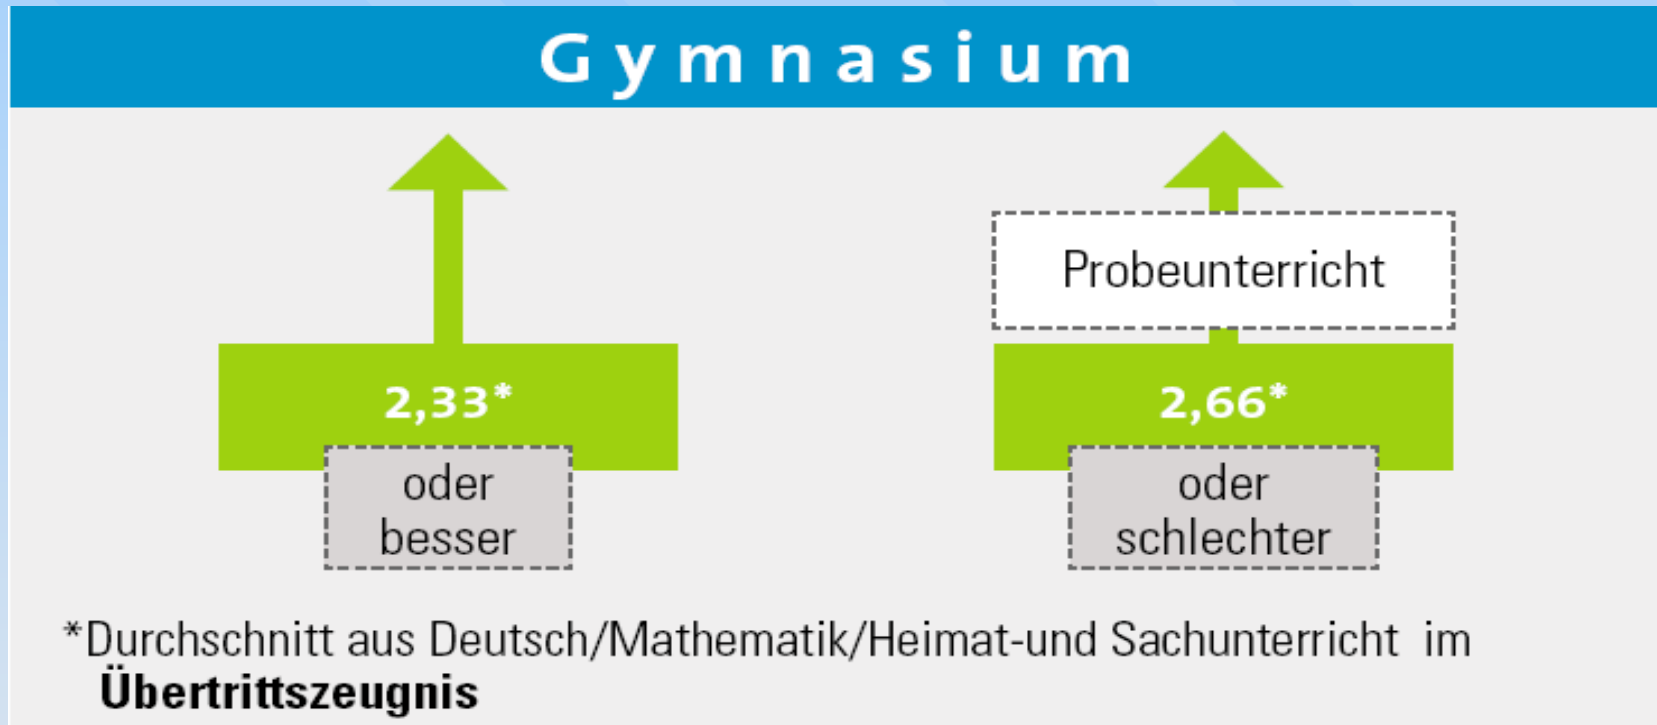 Gymnasium
Probeunterricht
2,33*
2,66*
oder
besser
oder
schlechter
*Durchschnitt aus Deutsch/Mathematik/Heimat-und Sachunterricht im
Übertrittszeugnis